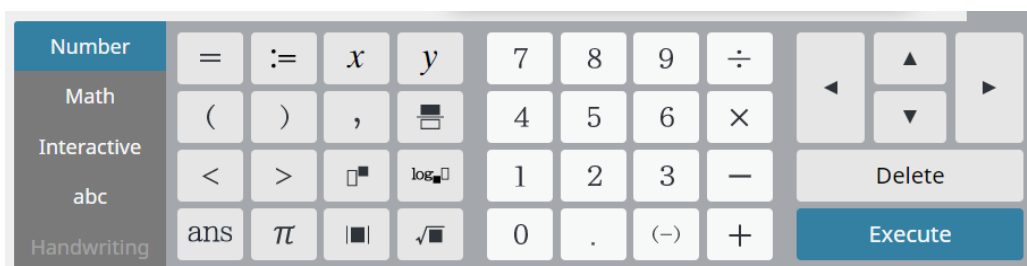 Number
Math
Interactive
abc
Handwriting
= := x y 7 8 9 ÷ ◀ ▲ ▶
( ) , 4 5 6 × ▼
< > log 1 2 3 − Delete
ans π |■| √■ 0 . (−) + Execute